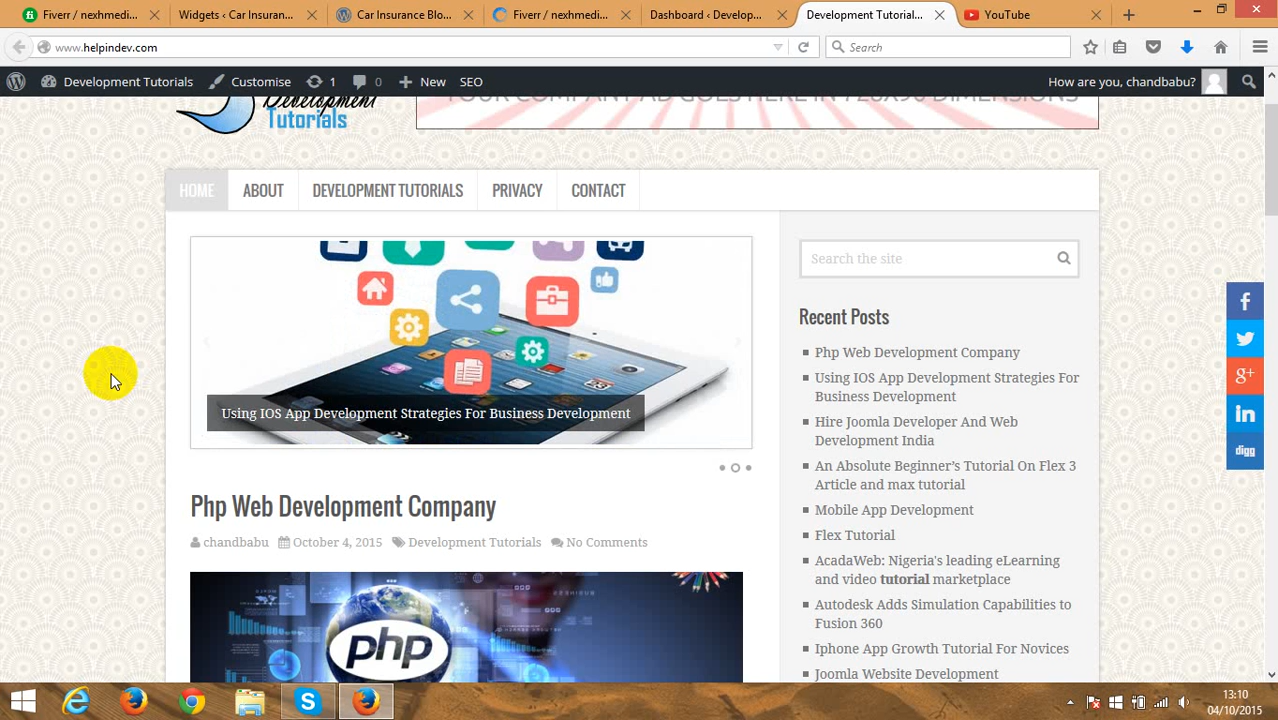 Fiverr / nexhmedi...
Widgets ‹ Car Insuran...
Car Insurance Blo...
Fiverr / nexhmedi...
Dashboard ‹ Develop...
Development Tutorial...
YouTube
www.helpindev.com
Search
Development Tutorials
Customise
1
0
New
SEO
How are you, chandbabu?
Development
Tutorials
YOUR COMPANY AD GOES HERE IN 728X90 DIMENSIONS
HOME
ABOUT
DEVELOPMENT TUTORIALS
PRIVACY
CONTACT
Using IOS App Development Strategies For Business Development
Php Web Development Company
chandbabu
October 4, 2015
Development Tutorials
No Comments
php
Search the site
Recent Posts
Php Web Development Company
Using IOS App Development Strategies For
Business Development
Hire Joomla Developer And Web
Development India
An Absolute Beginner’s Tutorial On Flex 3
Article and max tutorial
Mobile App Development
Flex Tutorial
AcadaWeb: Nigeria's leading eLearning
and video tutorial marketplace
Autodesk Adds Simulation Capabilities to
Fusion 360
Iphone App Growth Tutorial For Novices
Joomla Website Development
digg
13:10
04/10/2015